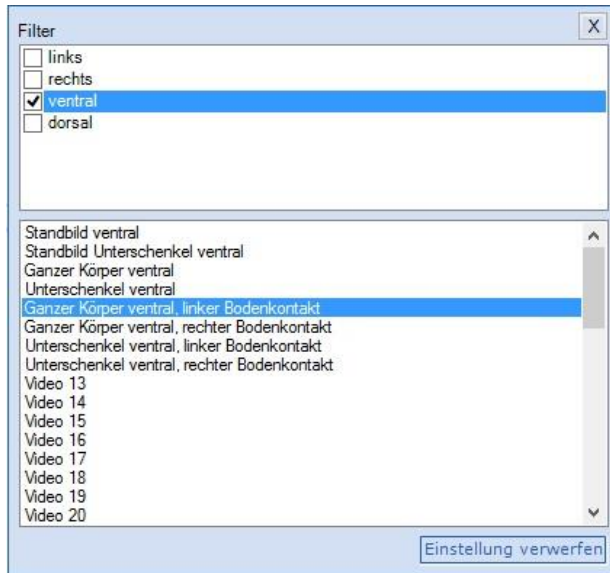 Filter
X
links
rechts
ventral
dorsal
Standbild ventral
Standbild Unterschenkel ventral
Ganzer Körper ventral
Unterschenkel ventral
Ganzer Körper ventral, linker Bodenkontakt
Ganzer Körper ventral, rechter Bodenkontakt
Unterschenkel ventral, linker Bodenkontakt
Unterschenkel ventral, rechter Bodenkontakt
Video 13
Video 14
Video 15
Video 16
Video 17
Video 18
Video 19
Video 20
Einstellung verwerfen